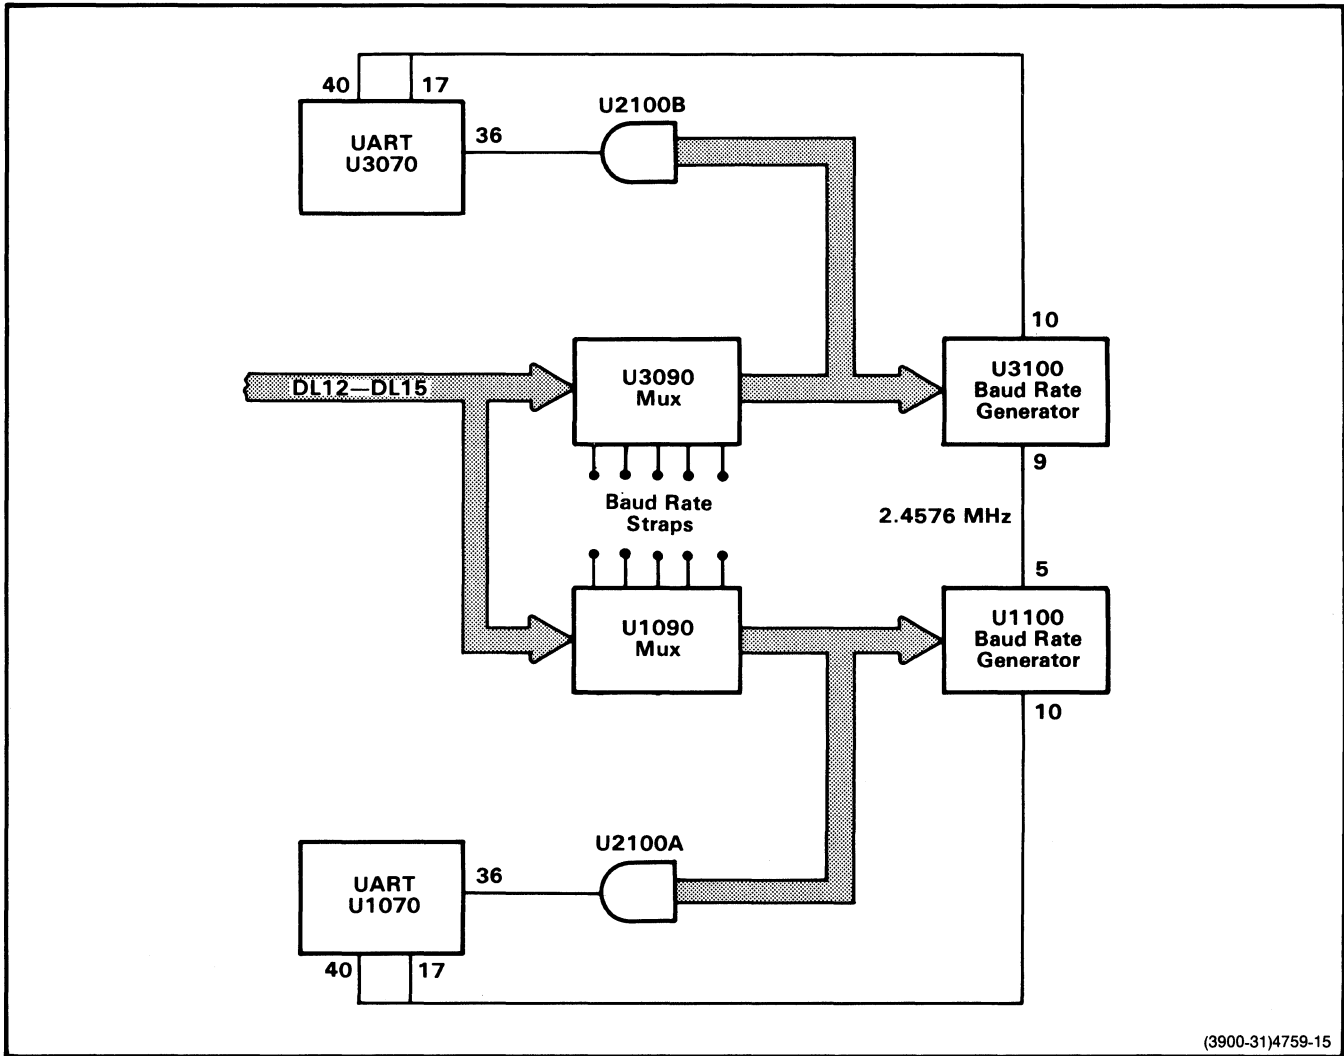 40
17
U2100B
UART
U3070
36
10
DL12—DL15
U3090
Mux
U3100
Baud Rate
Generator
9
Baud Rate
Straps
2.4576 MHz
5
U1090
Mux
U1100
Baud Rate
Generator
10
U2100A
UART
U1070
36
40
17
(3900-31)4759-15